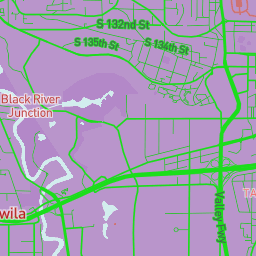 S 132nd St
S 135th St
S 134th St
Black River
Junction
wila
TA
Valley Fwy